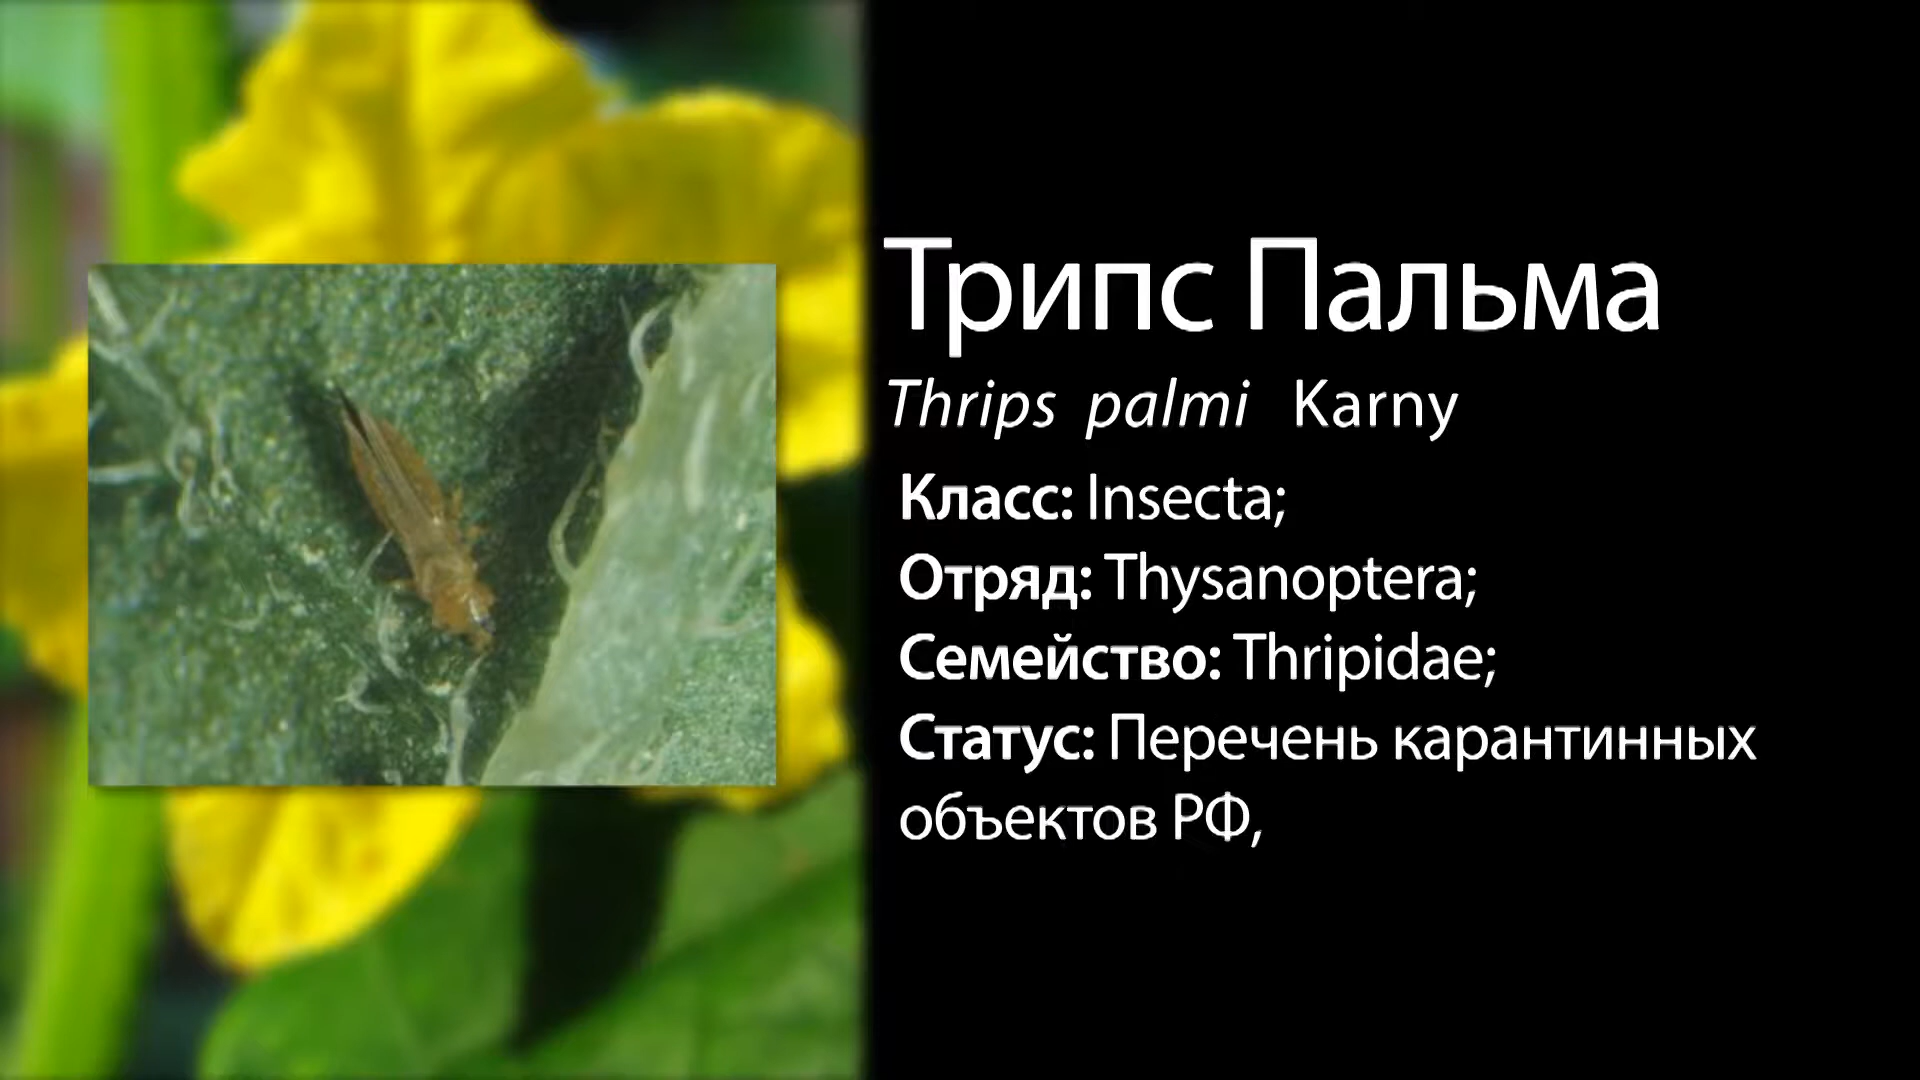 Трипс Пальма
Thrips palmi Karny
Класс: Insecta;
Отряд: Thysanoptera;
Семейство: Thripidae;
Статус: Перечень карантинных
объектов РФ,